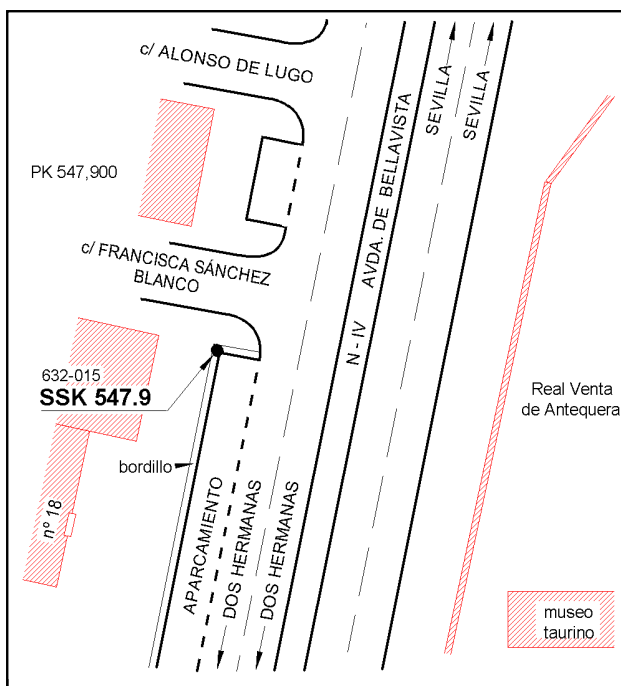 c/ ALONSO DE LUGO
SEVILLA
SEVILLA
AVDA. DE BELLAVISTA
PK 547,900
c/ FRANCISCA SÁNCHEZ
BLANCO
N - IV
632-015
SSK 547.9
Real Venta
de Antequera
bordillo
nº 18
APARCAMIENTO
DOS HERMANAS
DOS HERMANAS
museo
taurino